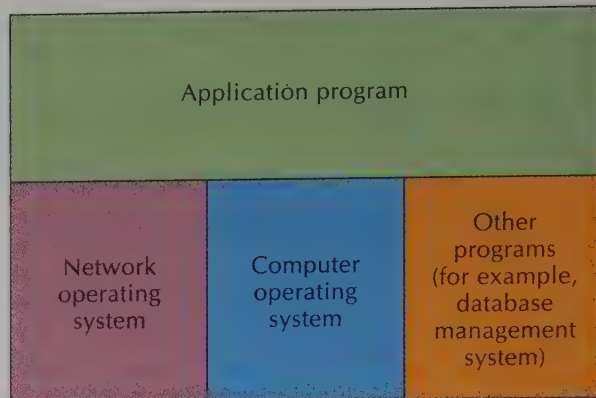 Application program
Network
operating
system
Computer
operating
system
Other
programs
(for example,
database
management
system)